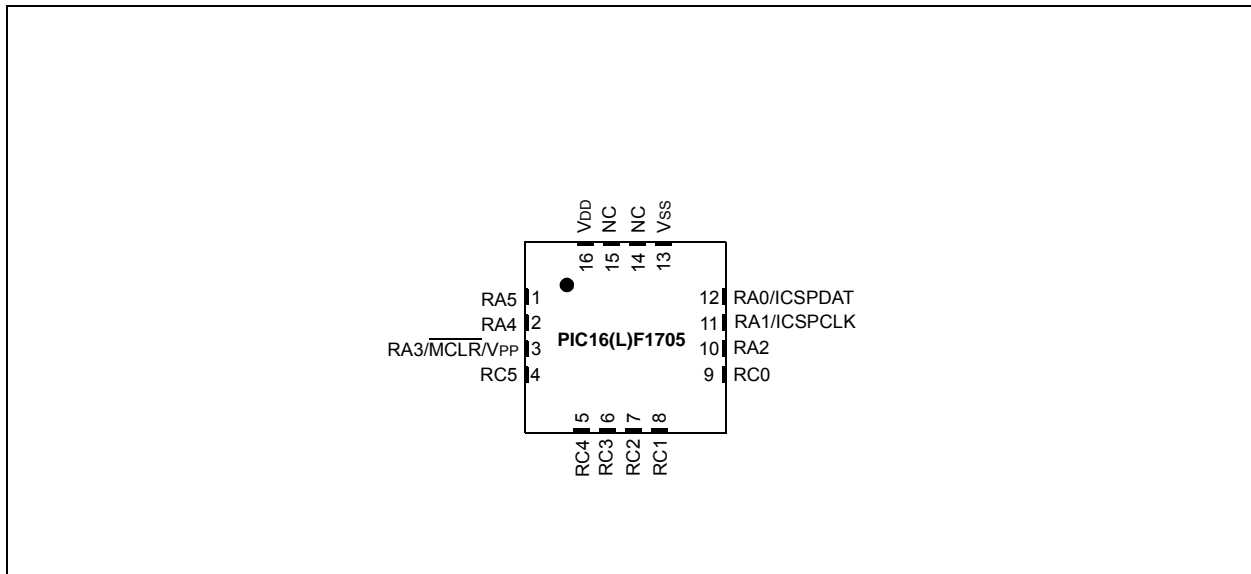 VDD
NC
NC
VSS
16
15
14
13
RA5 1
RA4 2
RA3/MCLR/VPP 3
RC5 4
PIC16(L)F1705
12 RA0/ICSPDAT
11 RA1/ICSPCLK
10 RA2
9 RC0
5
6
7
8
RC4
RC3
RC2
RC1